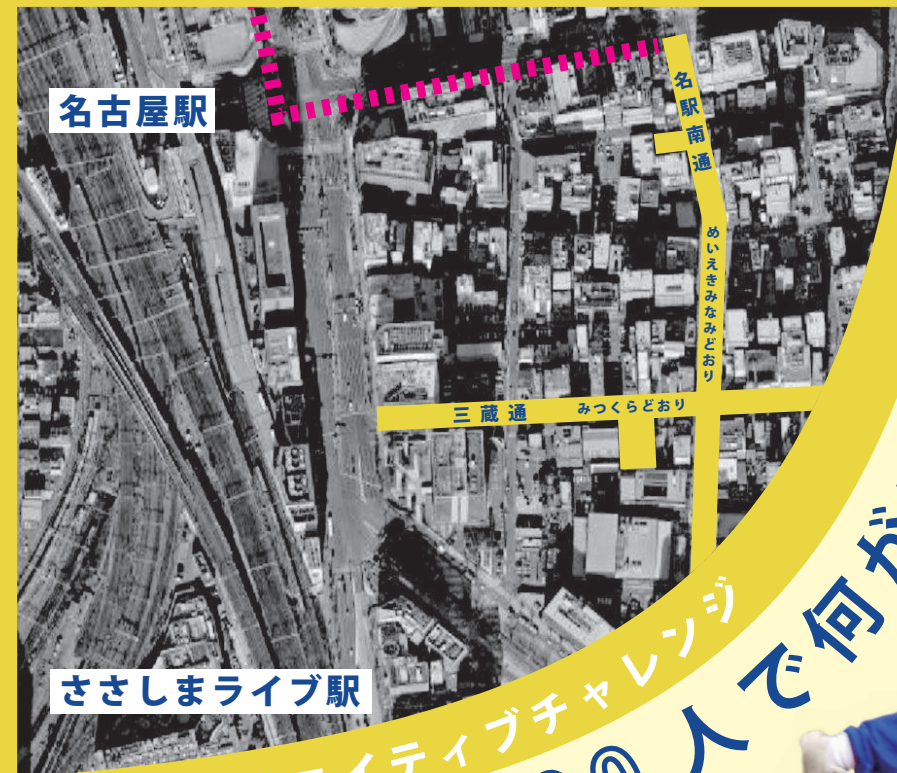 名古屋駅
名駅南通
めいえきみなみどおり
三蔵通
みつくらどおり
ささしまライブ駅
イティブチャレンジ
人で何が